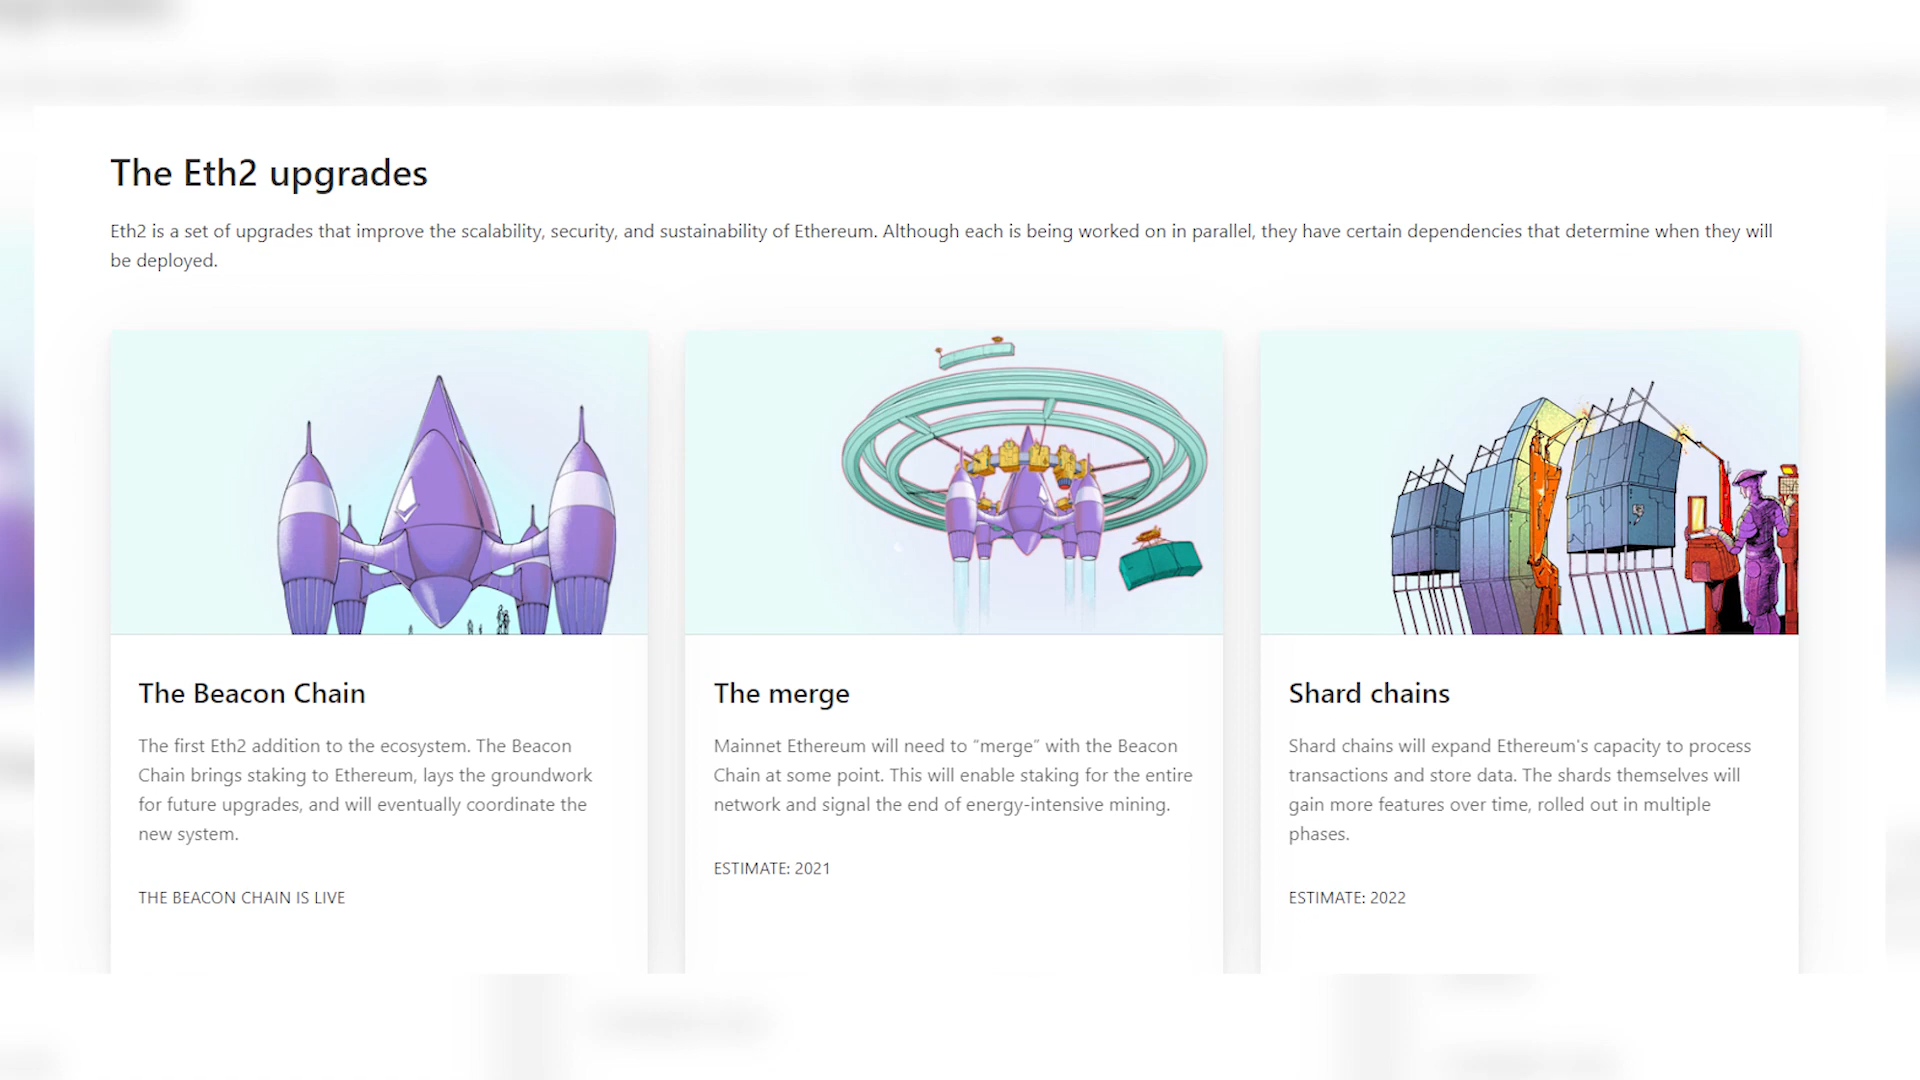 The Eth2 upgrades
Eth2 is a set of upgrades that improve the scalability, security, and sustainability of Ethereum. Although each is being worked on in parallel, they have certain dependencies that determine when they will
be deployed.
The Beacon Chain
The first Eth2 addition to the ecosystem. The Beacon
Chain brings staking to Ethereum, lays the groundwork
for future upgrades, and will eventually coordinate the
new system.
THE BEACON CHAIN IS LIVE
The merge
Mainnet Ethereum will need to “merge” with the Beacon
Chain at some point. This will enable staking for the entire
network and signal the end of energy-intensive mining.
ESTIMATE: 2021
Shard chains
Shard chains will expand Ethereum's capacity to process
transactions and store data. The shards themselves will
gain more features over time, rolled out in multiple
phases.
ESTIMATE: 2022